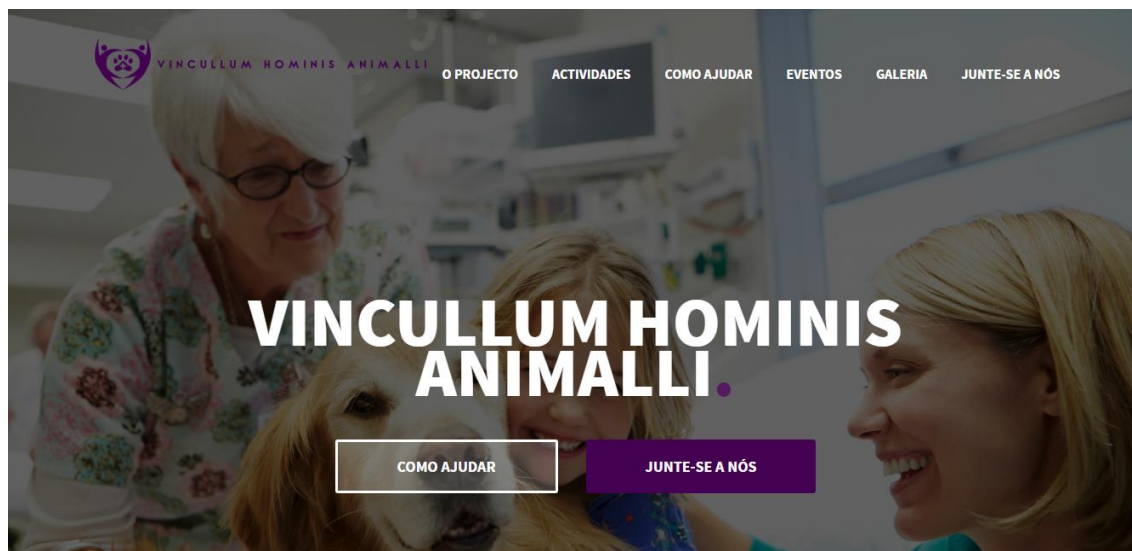 VINCULLUM HOMINIS ANIMALLI
O PROJECTO ACTIVIDADES COMO AJUDAR EVENTOS GALERIA JUNTE-SE A NÓS
VINCULLUM HOMINIS
ANIMALLI.
COMO AJUDAR JUNTE-SE A NÓS